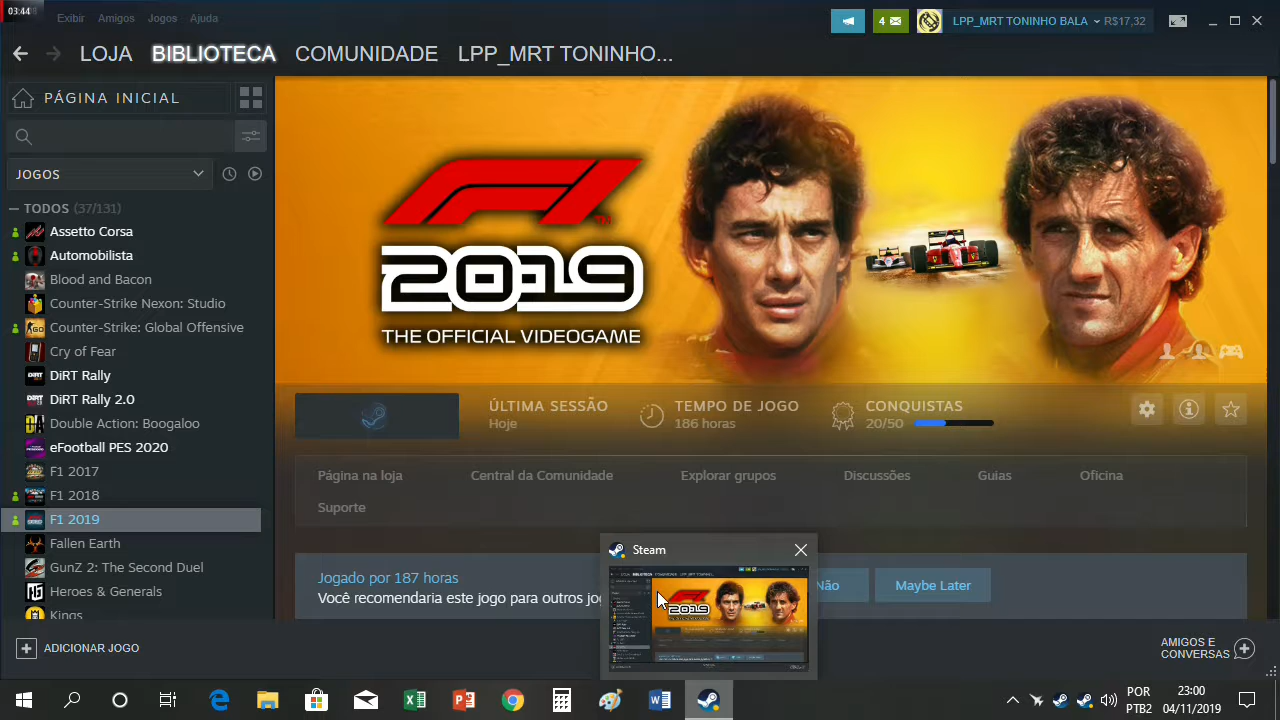 03:44
Exibir Amigos Jogos Ajuda
4
LPP_MRT TONINHO BALA R$17,32
LOJA BIBLIOTECA COMUNIDADE LPP_MRT TONINHO...
PÁGINA INICIAL
JOGOS
TODOS (37/131)
Assetto Corsa
Automobilista
Blood and Bacon
Counter-Strike Nexon: Studio
Counter-Strike: Global Offensive
Cry of Fear
DiRT Rally
DiRT Rally 2.0
Double Action: Boogaloo
eFootball PES 2020
F1 2017
F1 2018
F1 2019
Fallen Earth
GunZ 2: The Second Duel
Heroes & Generals
Kings
ADICIONAR JOGO
F1
2019
THE OFFICIAL VIDEOGAME
ÚLTIMA SESSÃO
Hoje
TEMPO DE JOGO
186 horas
CONQUISTAS
20/50
Página na loja Central da Comunidade Explorar grupos Discussões Guias Oficina
Suporte
Jogado por 187 horas
Você recomendaria este jogo para outros jog
Não
Maybe Later
Steam
AMIGOS E
CONVERSAS
POR
PTB2
23:00
04/11/2019